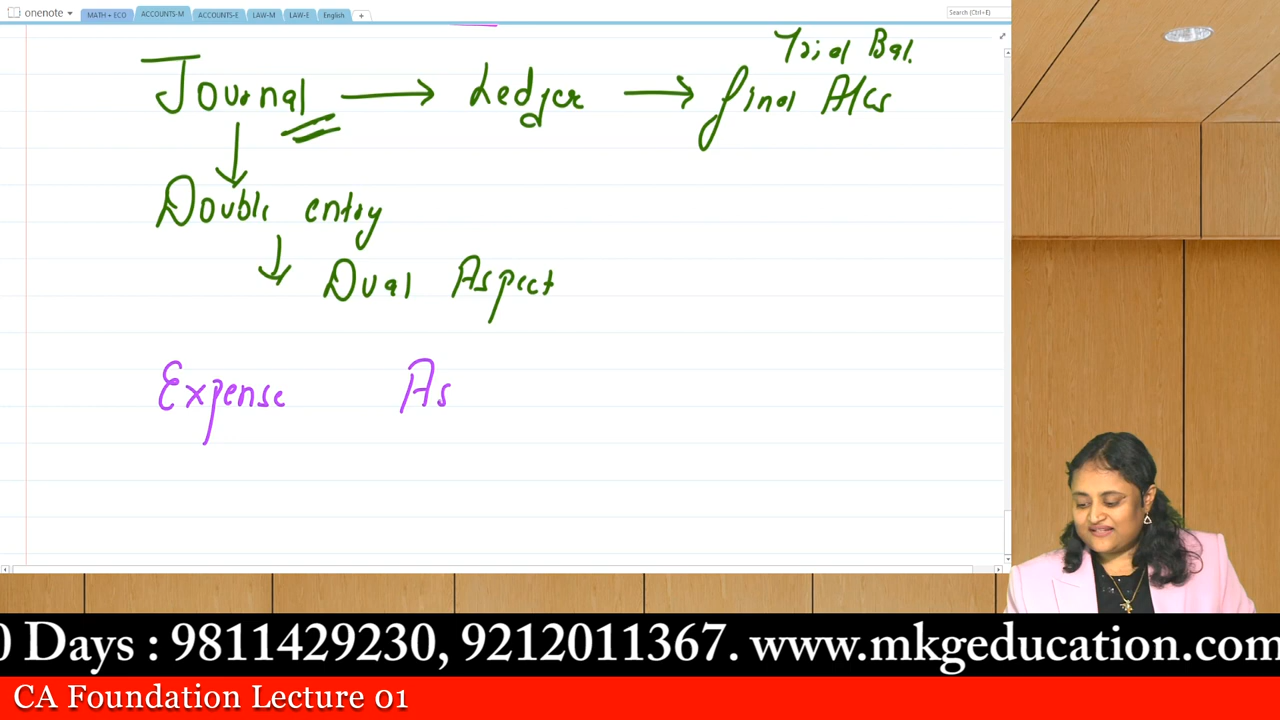 onenote MATH + ECO ACCOUNTS-M ACCOUNTS-E LAW-M LAW-E English + Search (Ctrl+E)
Trial Bal.
Journal → Ledger → final A/cs
Double entry
Dual Aspect
Expense As
0 Days : 9811429230, 9212011367. www.mkgeducation.com
CA Foundation Lecture 01